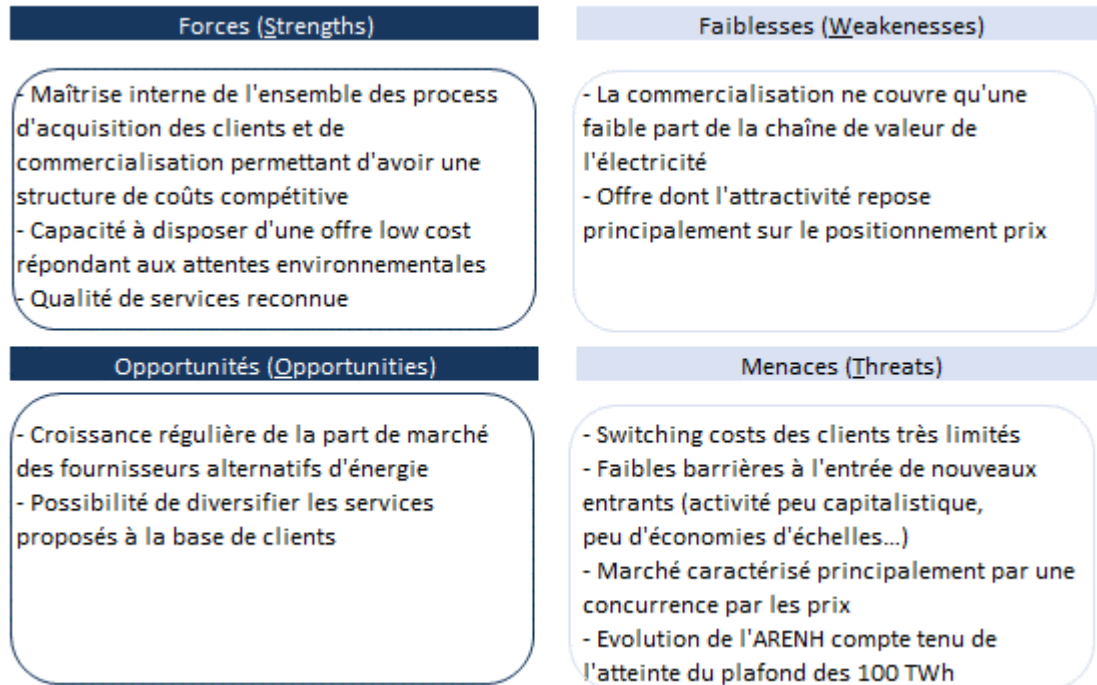 Forces (Strengths)
- Maîtrise interne de l'ensemble des process
d'acquisition des clients et de
commercialisation permettant d'avoir une
structure de coûts compétitive
- Capacité à disposer d'une offre low cost
répondant aux attentes environnementales
- Qualité de services reconnue
Faiblesses (Weakenesses)
- La commercialisation ne couvre qu'une
faible part de la chaîne de valeur de
l'électricité
- Offre dont l'attractivité repose
principalement sur le positionnement prix
Opportunités (Opportunities)
- Croissance régulière de la part de marché
des fournisseurs alternatifs d'énergie
- Possibilité de diversifier les services
proposés à la base de clients
Menaces (Threats)
- Switching costs des clients très limités
- Faibles barrières à l'entrée de nouveaux
entrants (activité peu capitalistique,
peu d'économies d'échelles...)
- Marché caractérisé principalement par une
concurrence par les prix
- Evolution de l'ARENH compte tenu de
l'atteinte du plafond des 100 TWh